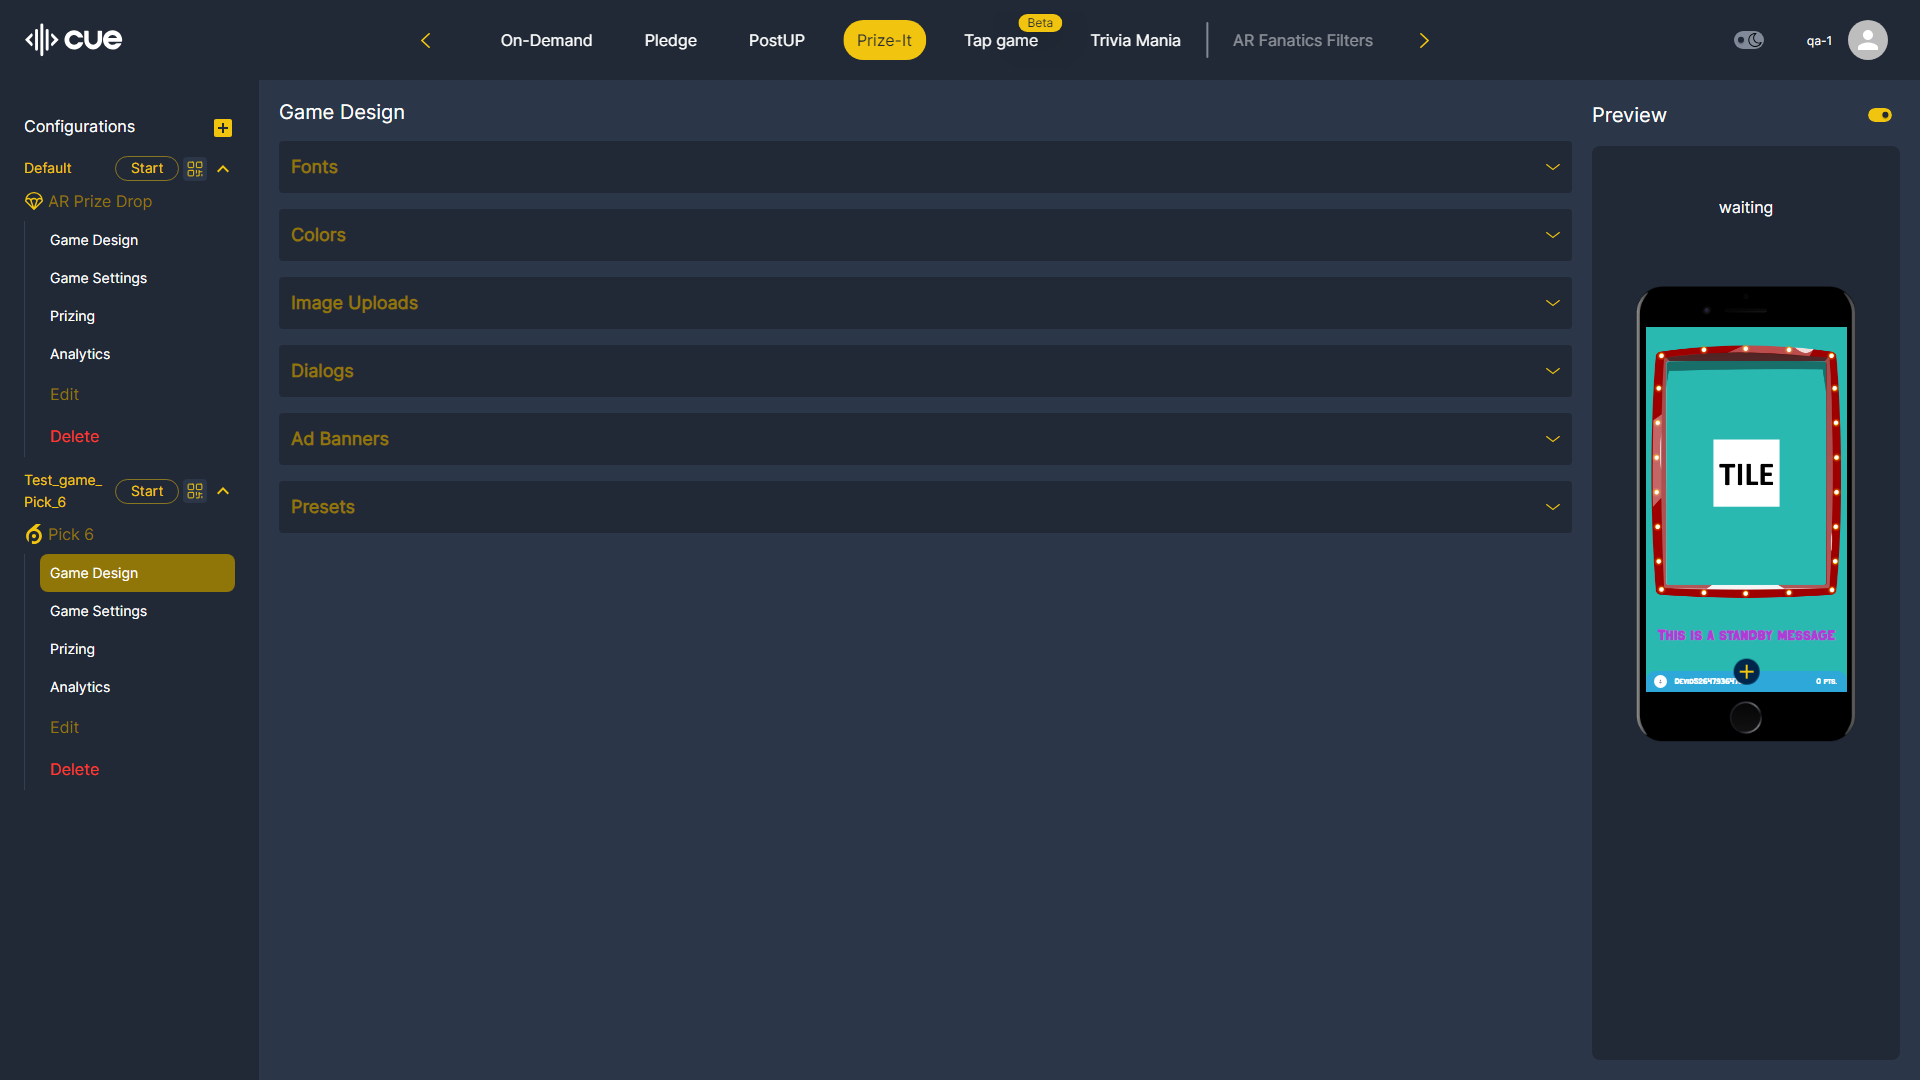 cue
On-Demand
Pledge
PostUP
Prize-It
Beta
Tap game
Trivia Mania
AR Fanatics Filters
qa-1
Configurations
Default
Start
AR Prize Drop
Game Design
Game Settings
Prizing
Analytics
Edit
Delete
Test_game_
Pick_6
Start
Pick 6
Game Design
Game Settings
Prizing
Analytics
Edit
Delete
Game Design
Fonts
Colors
Image Uploads
Dialogs
Ad Banners
Presets
Preview
waiting
TILE
THIS IS A STANDBY MESSAGE
0 PTS.